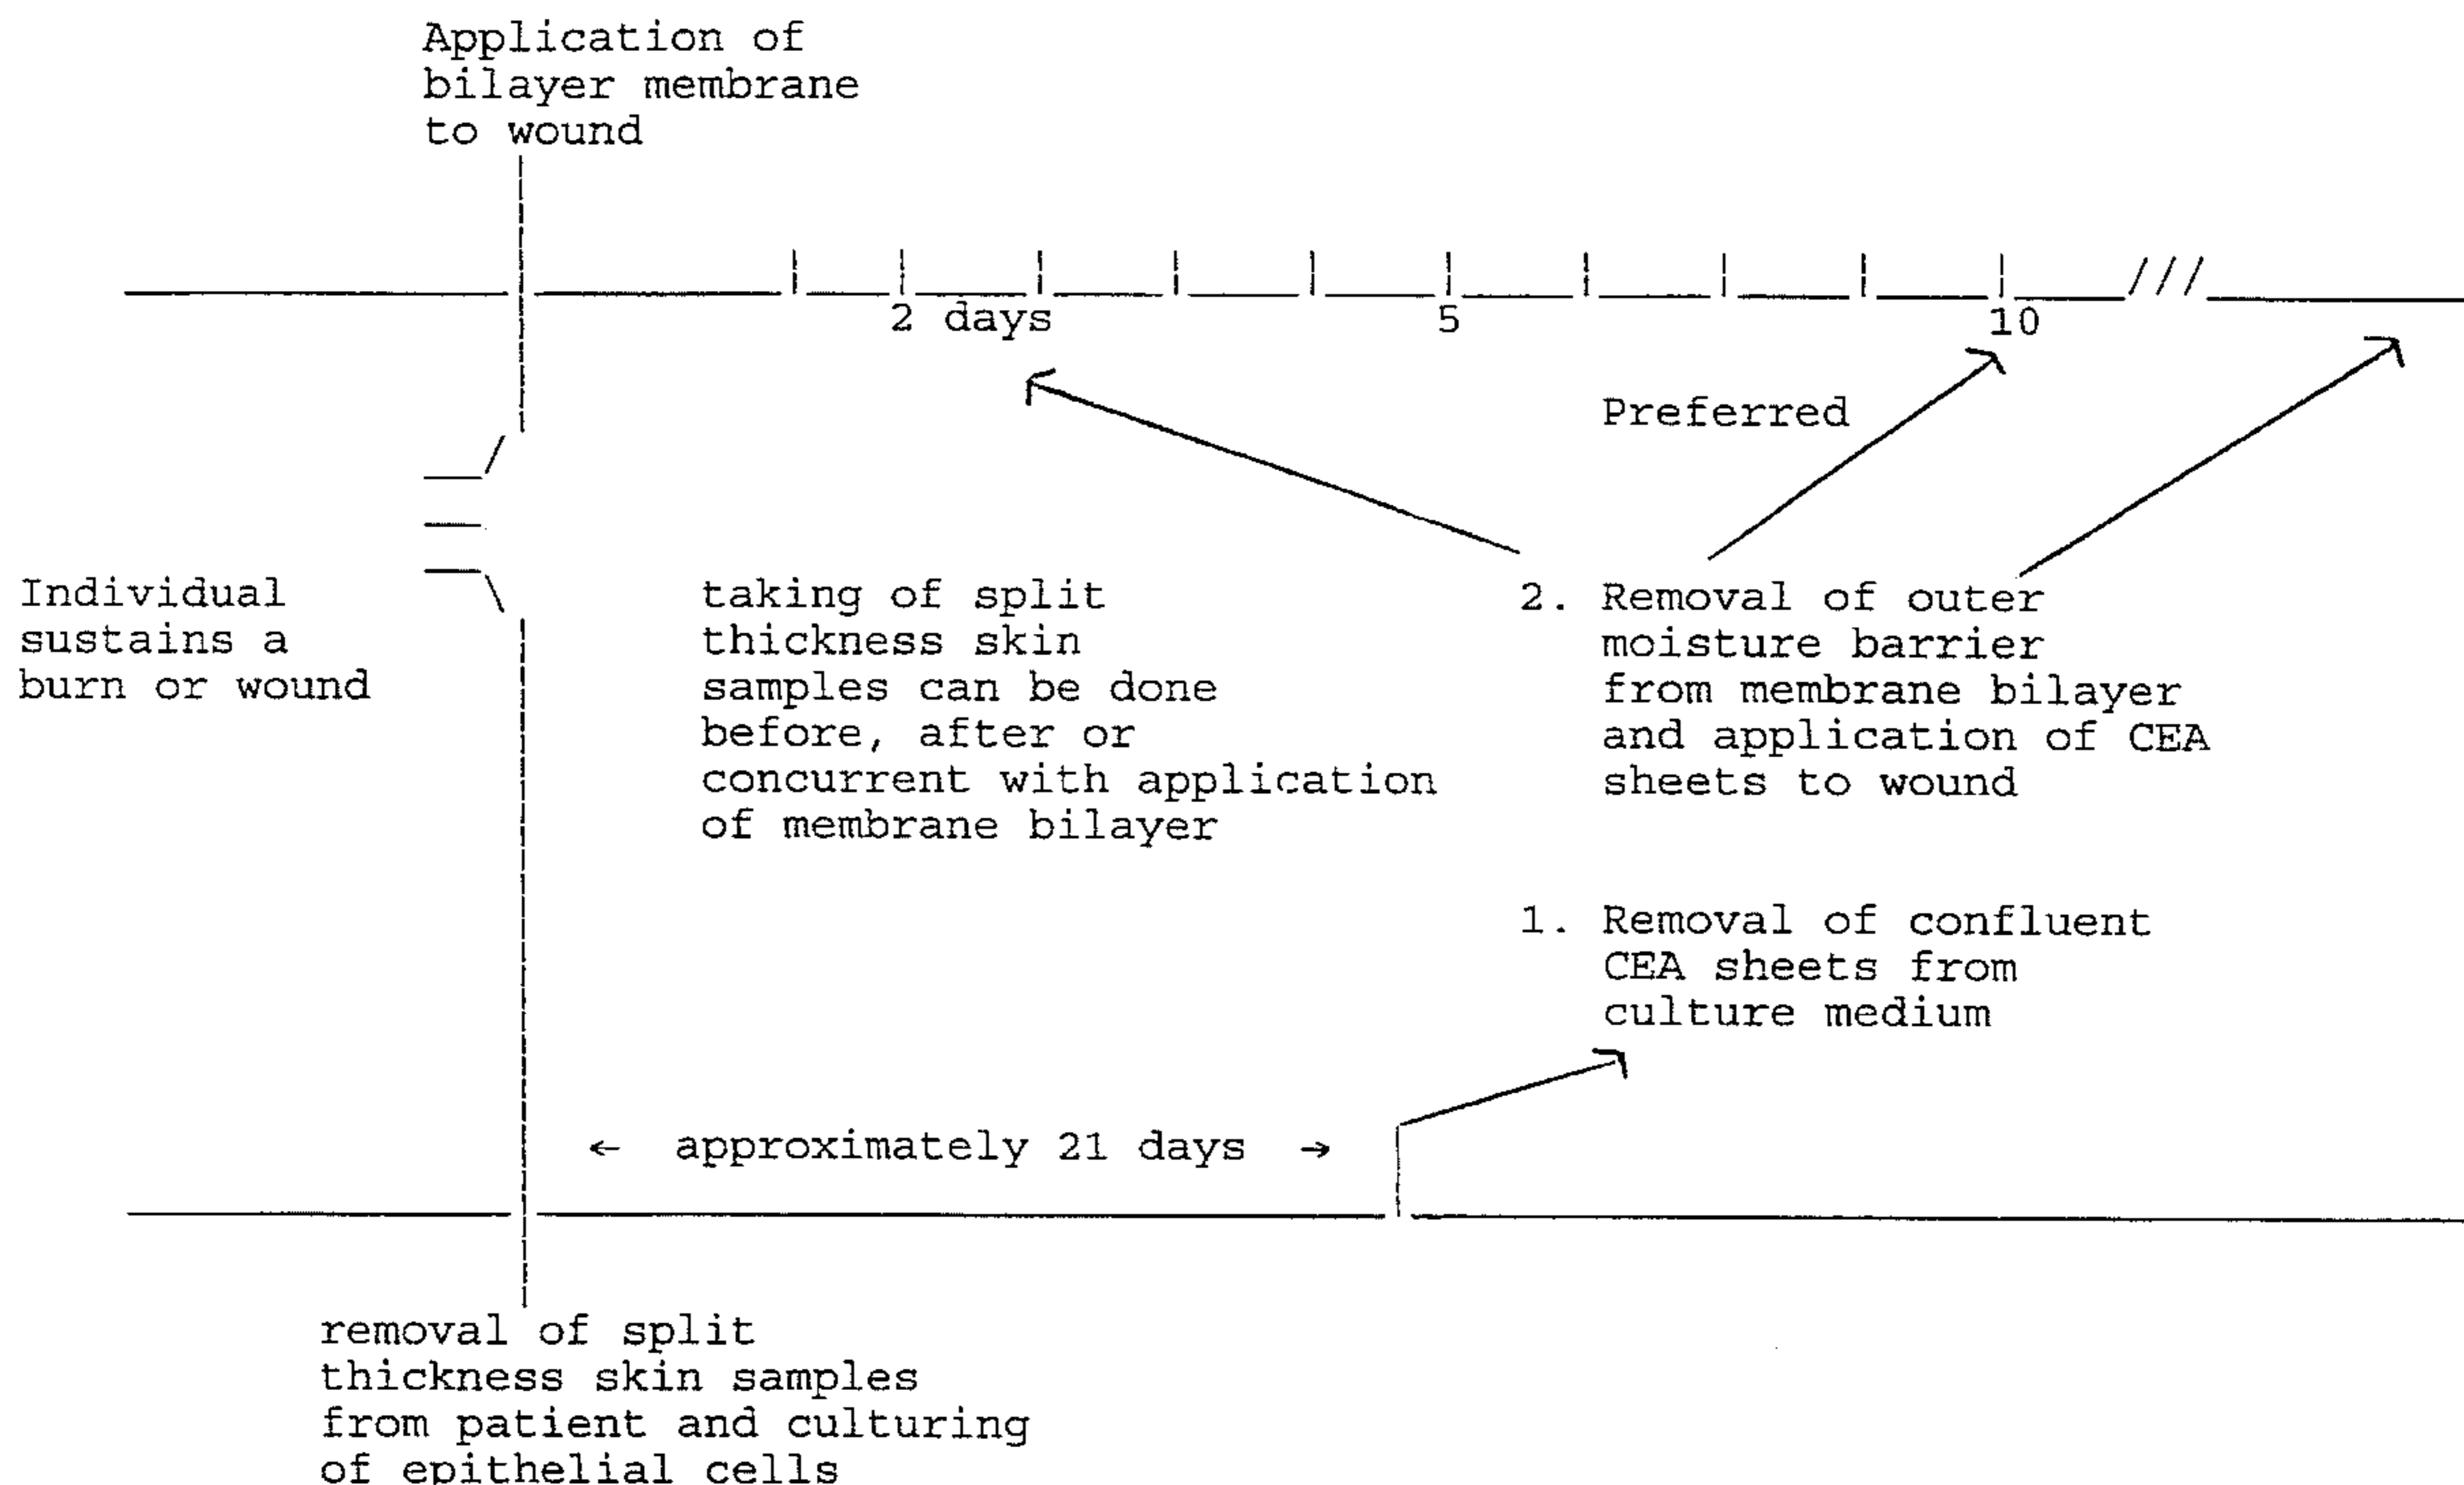 Application of
bilayer membrane
to wound
///
2 days
5
10
Preferred
Individual
sustains a
burn or wound
taking of split
thickness skin
samples can be done
before, after or
concurrent with application
of membrane bilayer
2. Removal of outer
moisture barrier
from membrane bilayer
and application of CEA
sheets to wound
1. Removal of confluent
CEA sheets from
culture medium
← approximately 21 days →
removal of split
thickness skin samples
from patient and culturing
of epithelial cells